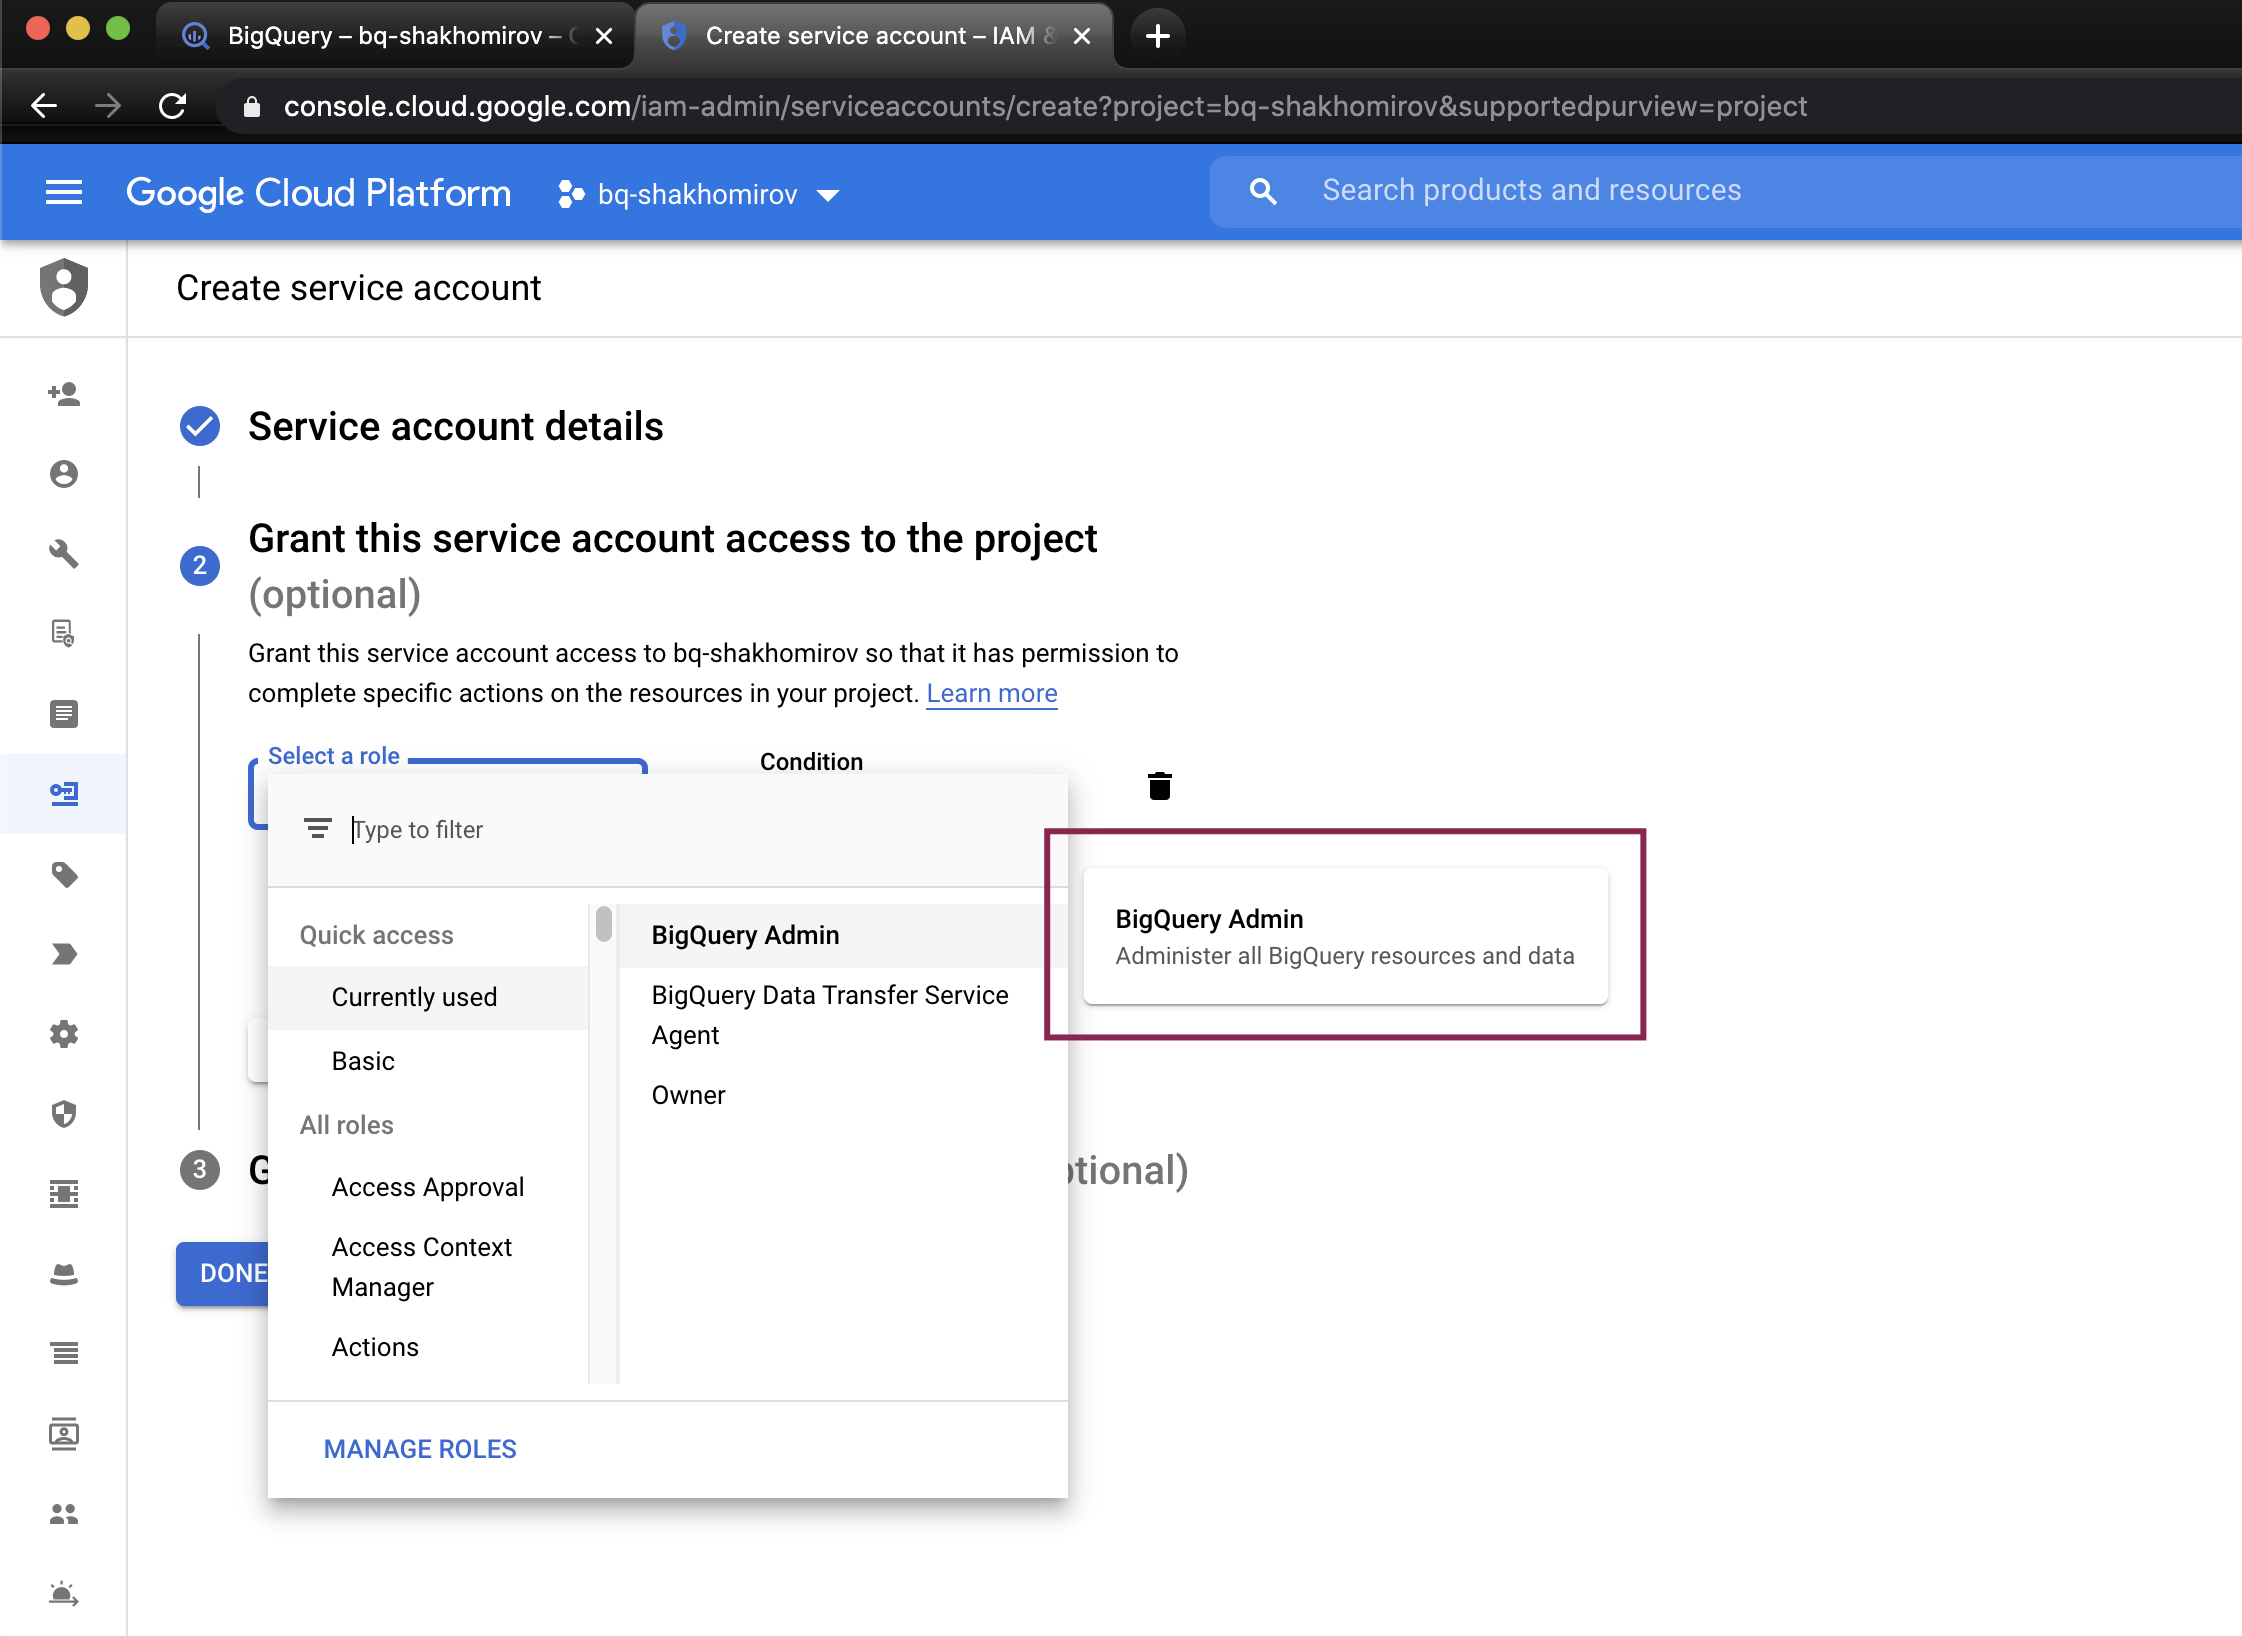 BigQuery – bq-shakhomirov –
Create service account – IAM &
console.cloud.google.com/iam-admin/serviceaccounts/create?project=bq-shakhomirov&supportedpurview=project
Google Cloud Platform
bq-shakhomirov
Search products and resources
Create service account
Service account details
2
Grant this service account access to the project
(optional)
Grant this service account access to bq-shakhomirov so that it has permission to
complete specific actions on the resources in your project. Learn more
Select a role
Condition
Type to filter
Quick access
Currently used
Basic
All roles
Access Approval
Access Context
Manager
Actions
BigQuery Admin
BigQuery Data Transfer Service
Agent
Owner
BigQuery Admin
Administer all BigQuery resources and data
3
G
ptional)
DONE
MANAGE ROLES